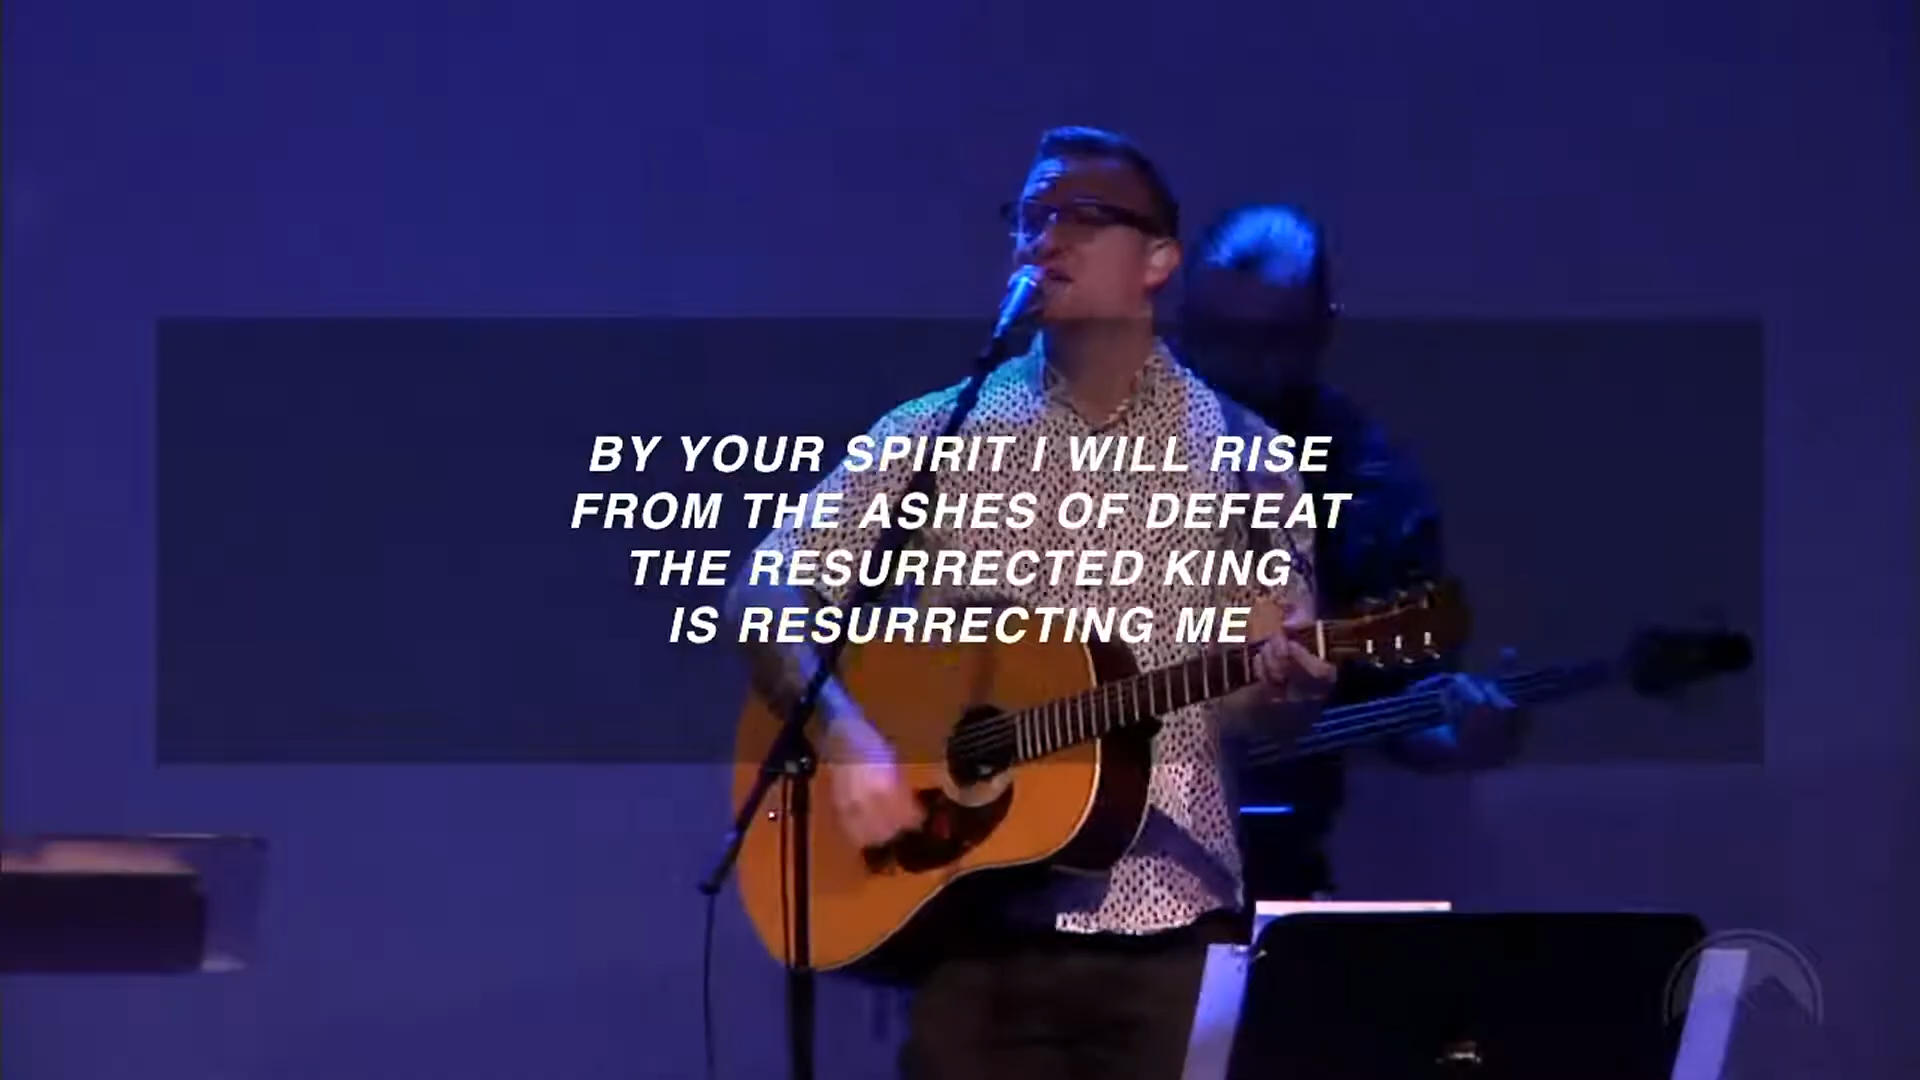 BY YOUR SPIRIT I WILL RISE
FROM THE ASHES OF DEFEAT
THE RESURRECTED KING
IS RESURRECTING ME